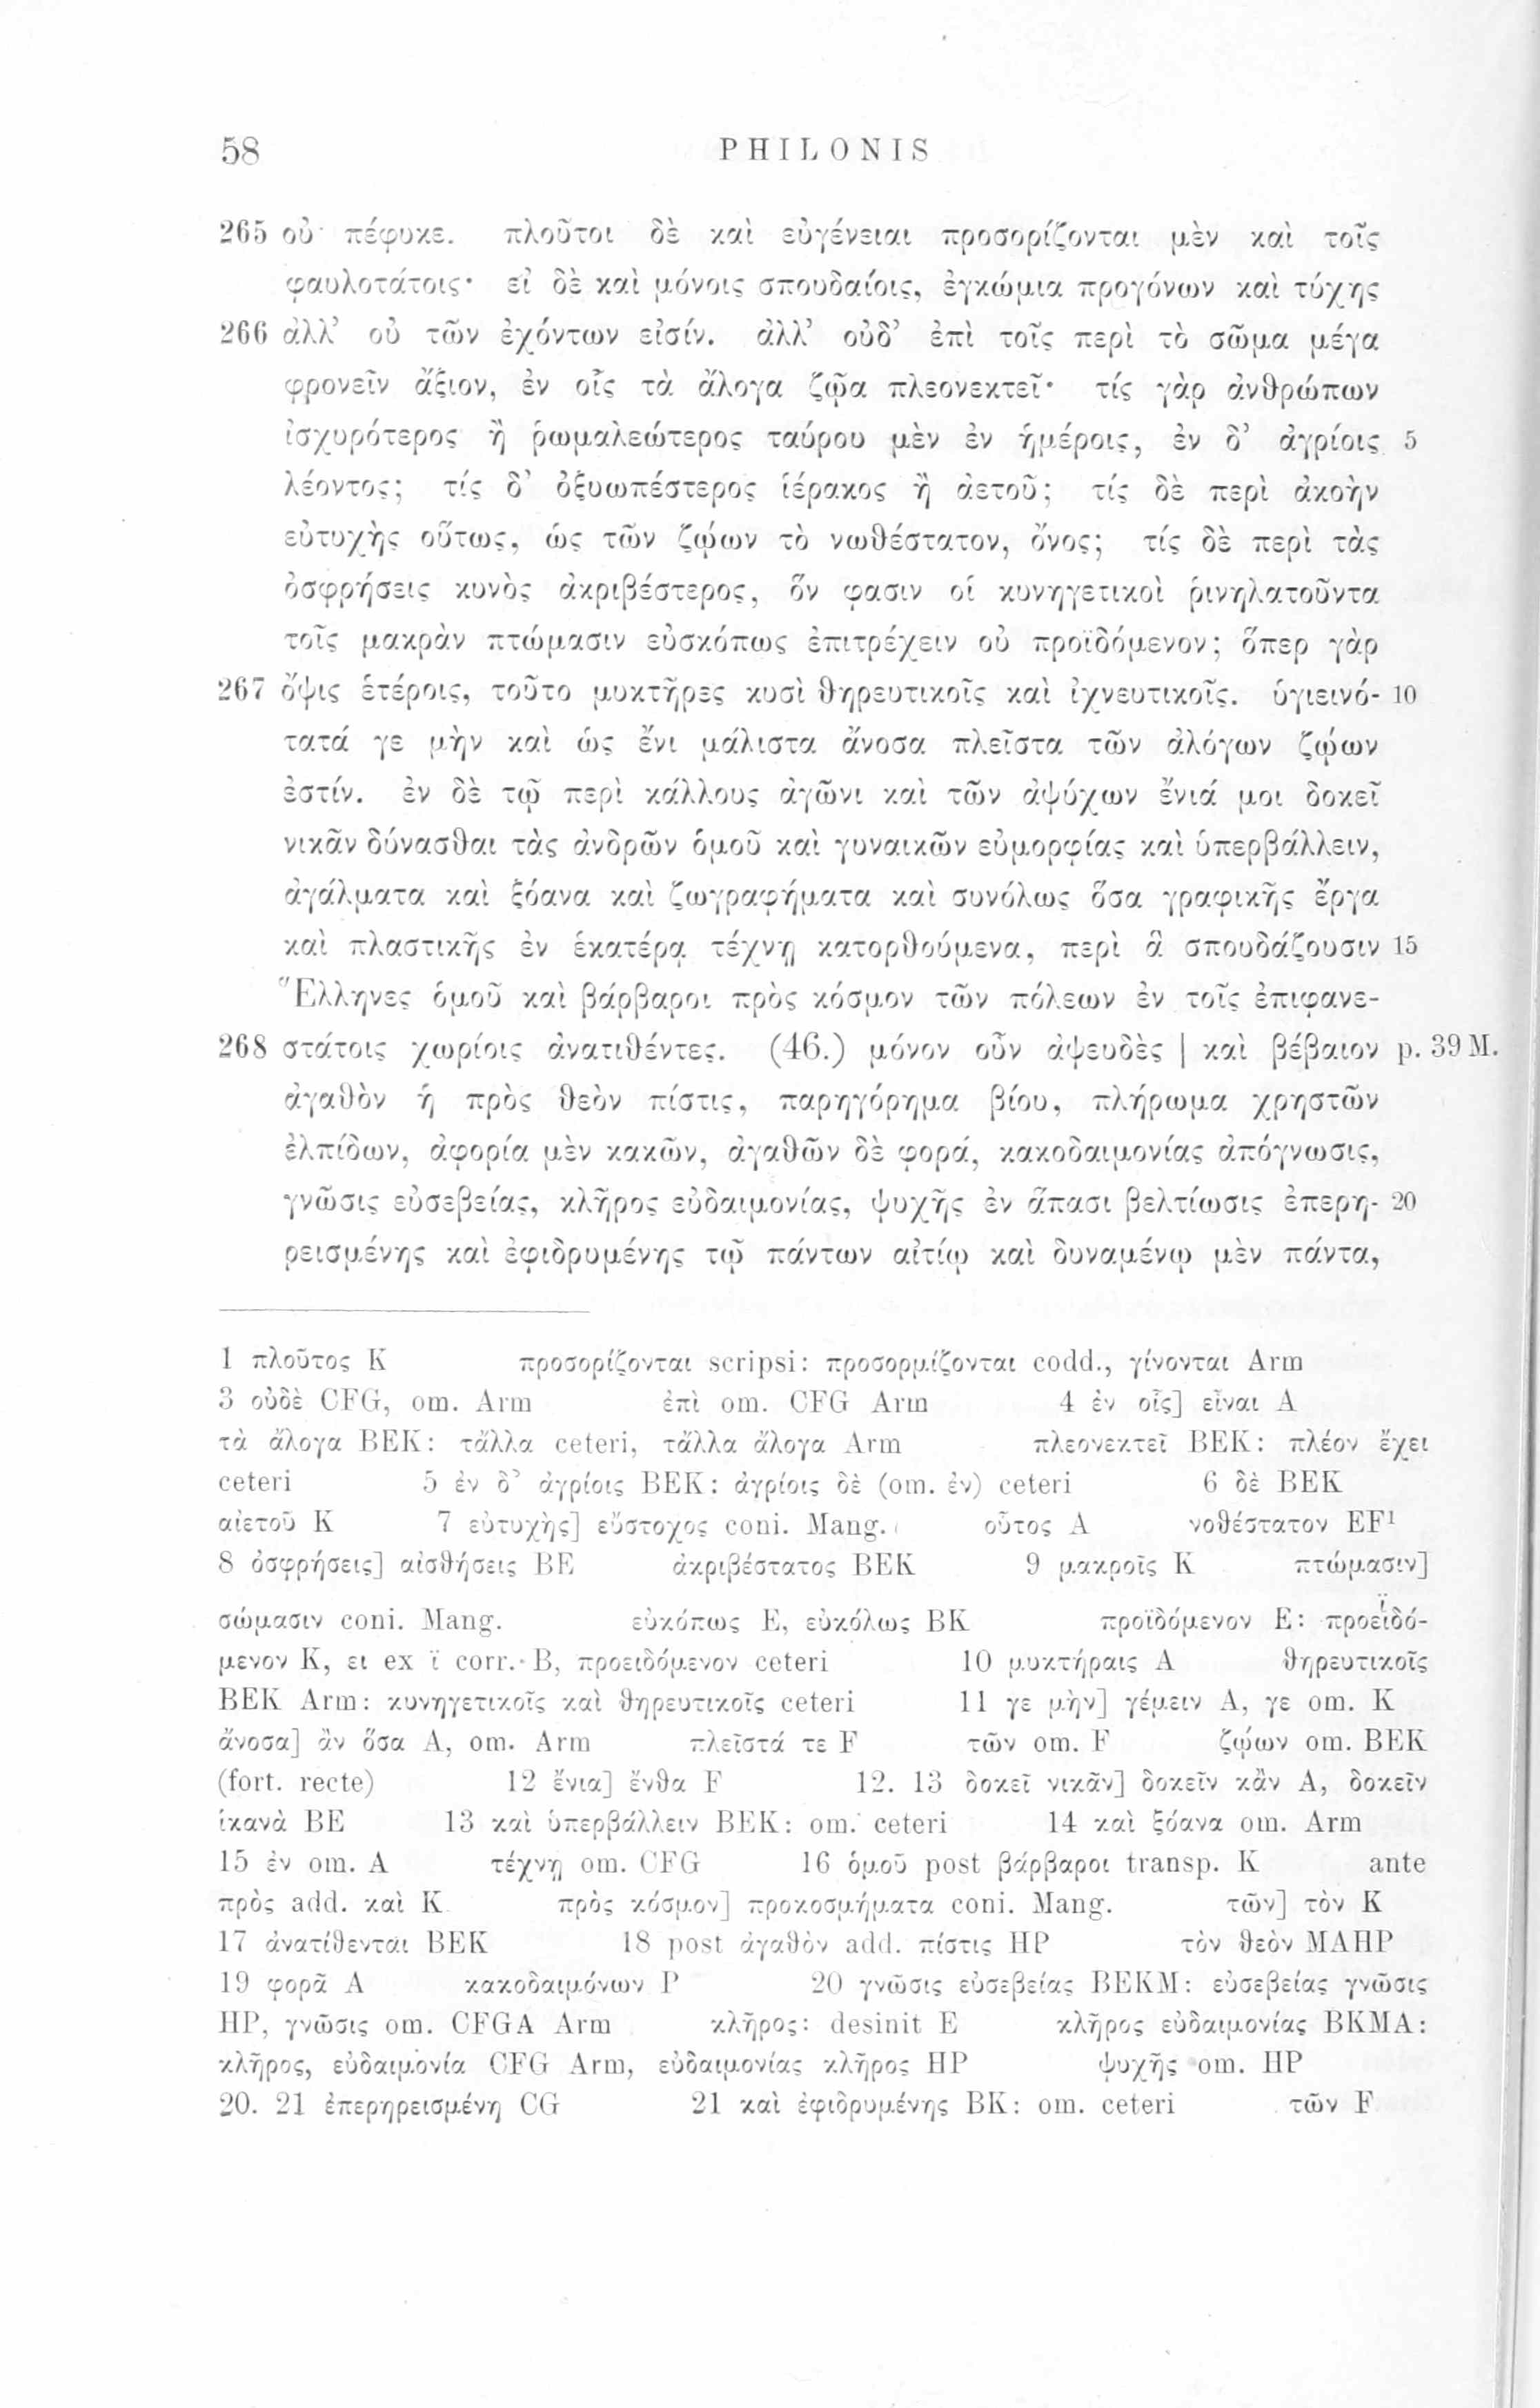 58 PHILONIS
265 οὐ πέφυκε. πλοῦτοι δὲ καὶ εὐγένειαι προσορίζονται μὲν καὶ τοῖς
φαυλοτάτοις· εἰ δὲ καὶ μόνοις σπουδαίοις, ἐγκώμια προγόνων καὶ τύχης
266 ἀλλ’ οὐ τῶν ἐχόντων εἰσίν. ἀλλ’ οὐδ’ ἐπὶ τοῖς περὶ τὸ σῶμα μέγα
φρονεῖν ἄξιον, ἐν οἷς τὰ ἄλογα ζῷα πλεονεκτεῖ· τίς γὰρ ἀνθρώπων
ἰσχυρότερος ἢ ῥωμαλεώτερος ταύρου μὲν ἐν ἡμέροις, ἐν δ’ ἀγρίοις 5
λέοντος; τίς δ’ ὀξυωπέστερος ἱέρακος ἢ ἀετοῦ; τίς δὲ περὶ ἀκοὴν
εὐτυχὴς οὕτως, ὡς τῶν ζῴων τὸ νωθέστατον, ὄνος; τίς δὲ περὶ τὰς
ὀσφρήσεις κυνὸς ἀκριβέστερος, ὅν φασιν οἱ κυνηγετικοὶ ῥινηλατοῦντα
τοῖς μακρὰν πτώμασιν εὐσκόπως ἐπιτρέχειν οὐ προϊδόμενον; ὅπερ γὰρ
267 ὄψις ἑτέροις, τοῦτο μυκτῆρες κυσὶ θηρευτικοῖς καὶ ἰχνευτικοῖς. ὑγιεινό- 10
τατά γε μὴν καὶ ὡς ἔνι μάλιστα ἄνοσα πλεῖστα τῶν ἀλόγων ζῴων
ἐστίν. ἐν δὲ τῷ περὶ κάλλους ἀγῶνι καὶ τῶν ἀψύχων ἔνιά μοι δοκεῖ
νικᾶν δύνασθαι τὰς ἀνδρῶν ὁμοῦ καὶ γυναικῶν εὐμορφίας καὶ ὑπερβάλλειν,
ἀγάλματα καὶ ξόανα καὶ ζωγραφήματα καὶ συνόλως ὅσα γραφικῆς ἔργα
καὶ πλαστικῆς ἐν ἑκατέρᾳ τέχνῃ κατορθούμενα, περὶ ἃ σπουδάζουσιν 15
Ἕλληνες ὁμοῦ καὶ βάρβαροι πρὸς κόσμον τῶν πόλεων ἐν τοῖς ἐπιφανε-
268 στάτοις χωρίοις ἀνατιθέντες. (46.) μόνον οὖν ἀψευδὲς | καὶ βέβαιον p. 39 M.
ἀγαθὸν ἡ πρὸς θεὸν πίστις, παρηγόρημα βίου, πλήρωμα χρηστῶν
ἐλπίδων, ἀφορία μὲν κακῶν, ἀγαθῶν δὲ φορά, κακοδαιμονίας ἀπόγνωσις,
γνῶσις εὐσεβείας, κλῆρος εὐδαιμονίας, ψυχῆς ἐν ἅπασι βελτίωσις ἐπερη- 20
ρεισμένης καὶ ἐφιδρυμένης τῷ πάντων αἰτίῳ καὶ δυναμένῳ μὲν πάντα,
1 πλοῦτος K προσορίζονται scripsi: προσορμίζονται codd., γίνονται Arm
3 οὐδὲ CFG, om. Arm ἐπὶ om. CFG Arm 4 ἐν οἷς] εἶναι A
τὰ ἄλογα BEK: τἄλλα ceteri, τἄλλα ἄλογα Arm πλεονεκτεῖ BEK: πλέον ἔχει
ceteri 5 ἐν δ’ ἀγρίοις BEK: ἀγρίοις δὲ (om. ἐν) ceteri 6 δὲ BEK
αἰετοῦ K 7 εὐτυχὴς] εὔστοχος coni. Mang. οὗτος A νοθέστατον EF¹
8 ὀσφρήσεις] αἰσθήσεις BE ἀκριβέστατος BEK 9 μακροῖς K πτώμασιν]
σώμασιν coni. Mang. εὐκόπως E, εὐκόλως BK προϊδόμενον E: προεϊδό-
μενον K, ει ex ϊ corr. B, προειδόμενον ceteri 10 μυκτήραις A θηρευτικοῖς
BEK Arm: κυνηγετικοῖς καὶ θηρευτικοῖς ceteri 11 γε μὴν] γέμειν A, γε om. K
ἄνοσα] ἂν ὅσα A, om. Arm πλεῖστά τε F τῶν om. F ζῴων om. BEK
(fort. recte) 12 ἔνια] ἔνθα F 12. 13 δοκεῖ νικᾶν] δοκεῖν κἂν A, δοκεῖν
ἱκανὰ BE 13 καὶ ὑπερβάλλειν BEK: om. ceteri 14 καὶ ξόανα om. Arm
15 ἐν om. A τέχνῃ om. CFG 16 ὁμοῦ post βάρβαροι transp. K ante
πρὸς add. καὶ K πρὸς κόσμον] προκοσμήματα coni. Mang. τῶν] τὸν K
17 ἀνατίθενται BEK 18 post ἀγαθὸν add. πίστις HP τὸν θεὸν MAHP
19 φορᾶ A κακοδαιμόνων P 20 γνῶσις εὐσεβείας BEKM: εὐσεβείας γνῶσις
HP, γνῶσις om. CFGA Arm κλῆρος: desinit E κλῆρος εὐδαιμονίας BKMA:
κλῆρος, εὐδαιμονία CFG Arm, εὐδαιμονίας κλῆρος HP ψυχῆς om. HP
20. 21 ἐπερηρεισμένη CG 21 καὶ ἐφιδρυμένης BK: om. ceteri τῶν F